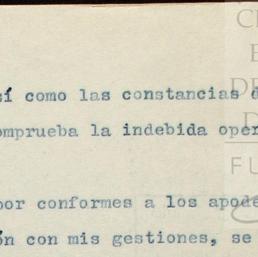 sí como las constancias d
omprueba la indebida oper
por conformes a los apode
ón con mis gestiones, se